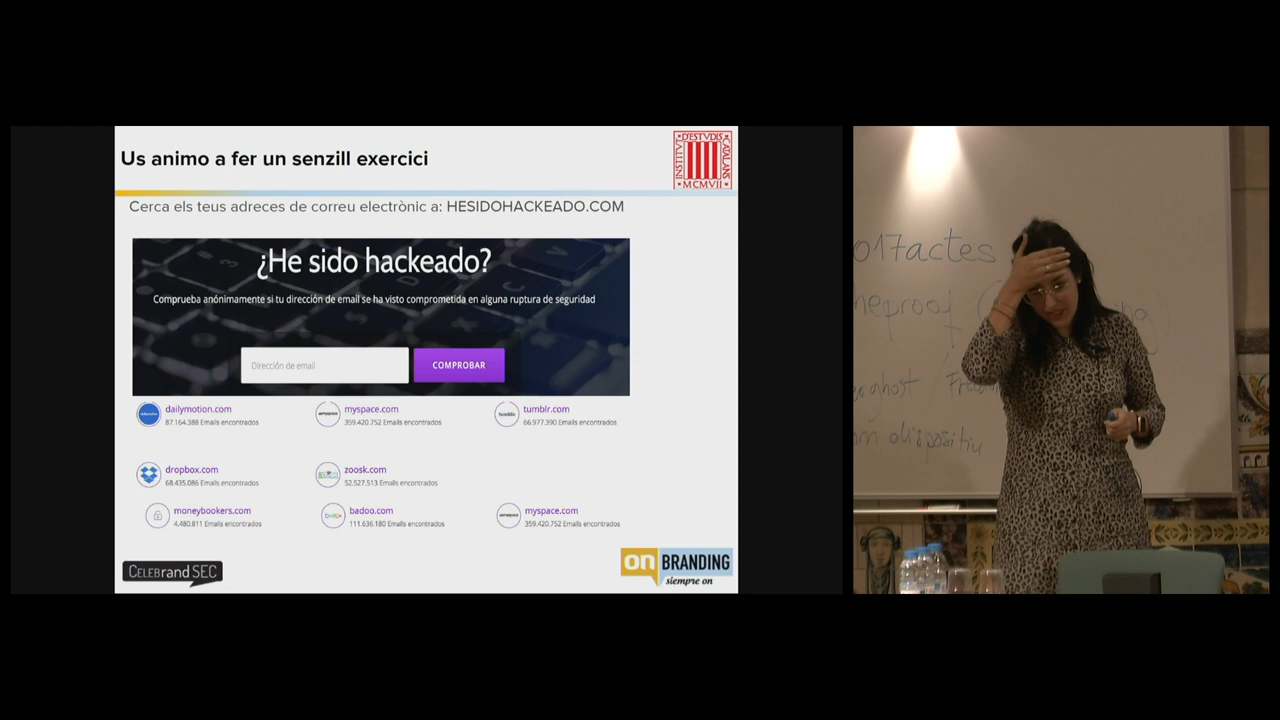 Us animo a fer un senzill exercici
INSTITVT D'ESTVDIS CATALANS
MCMVII
Cerca els teus adreces de correu electrònic a: HESIDOHACKEADO.COM
¿He sido hackeado?
Comprueba anónimamente si tu dirección de email se ha visto comprometida en alguna ruptura de seguridad
Dirección de email
COMPROBAR
dailymotion.com
87.164.388 Emails encontrados
myspace.com
359.420.752 Emails encontrados
tumblr.com
66.977.390 Emails encontrados
dropbox.com
68.435.086 Emails encontrados
zoosk.com
52.527.513 Emails encontrados
moneybookers.com
4.480.811 Emails encontrados
badoo.com
111.636.180 Emails encontrados
myspace.com
359.420.752 Emails encontrados
CELEBrandSEC
on BRANDING
siempre on
017actes
dispositiu